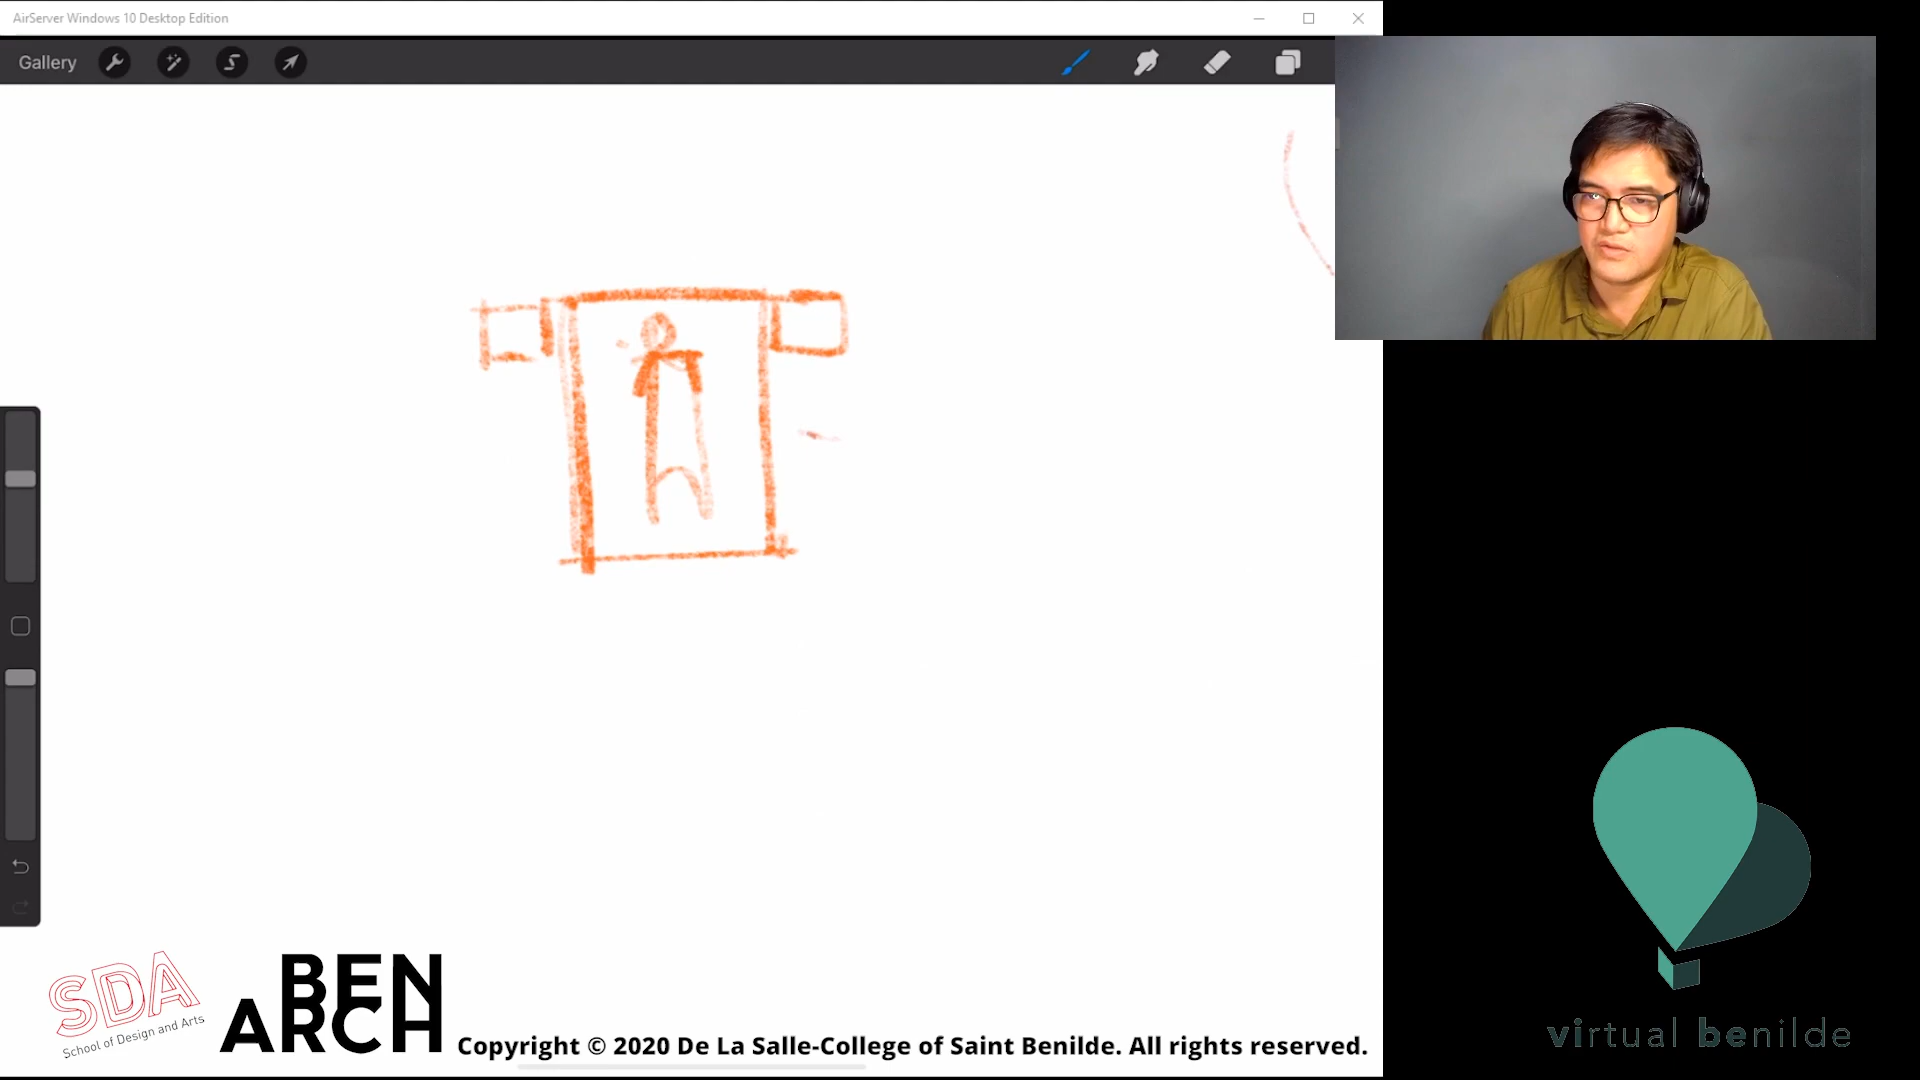 AirServer Windows 10 Desktop Edition
Gallery
SDA
School of Design and Arts
BEN
ARCH
Copyright © 2020 De La Salle-College of Saint Benilde. All rights reserved.
virtual benilde